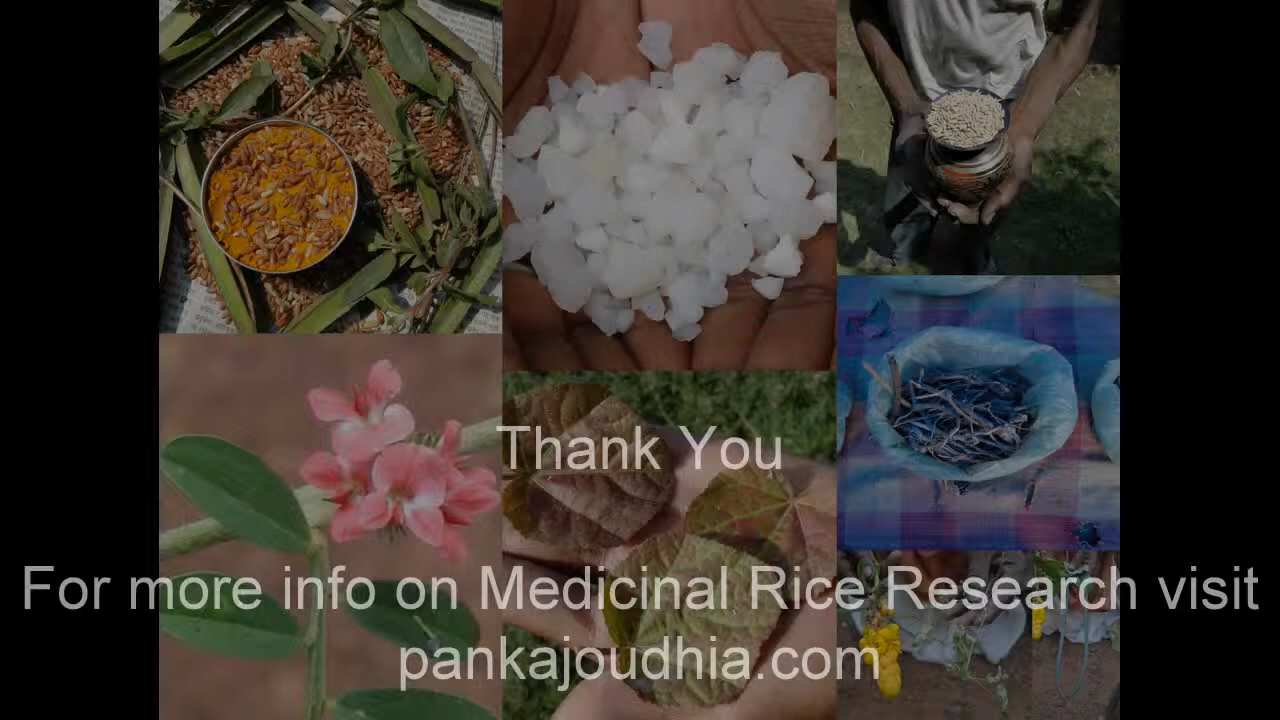 Thank You
For more info on Medicinal Rice Research visit
pankajoudhia.com